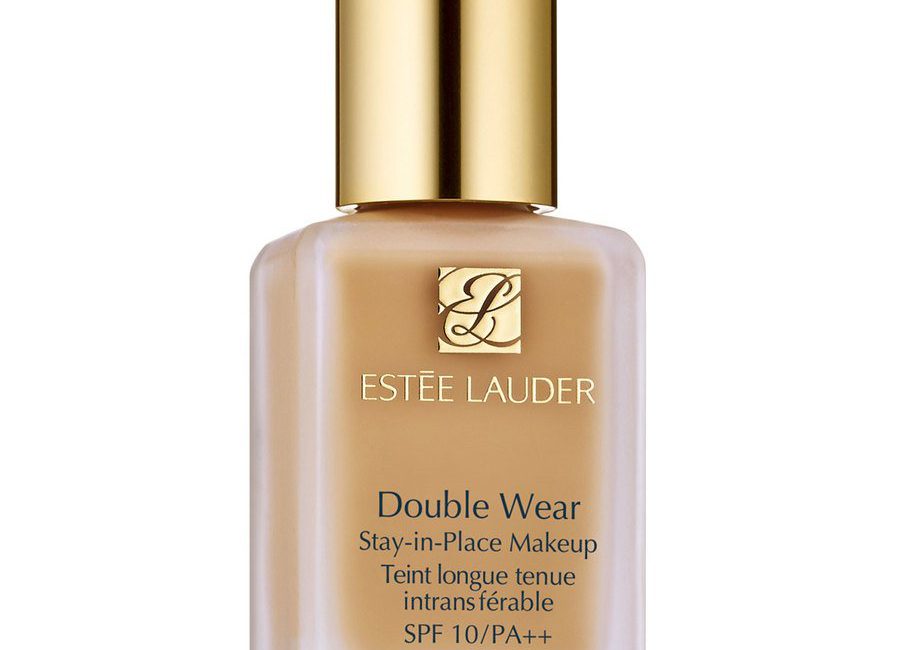 EL
ESTĒE LAUDER
Double Wear
Stay-in-Place Makeup
Teint longue tenue
intransférable
SPF 10/PA++